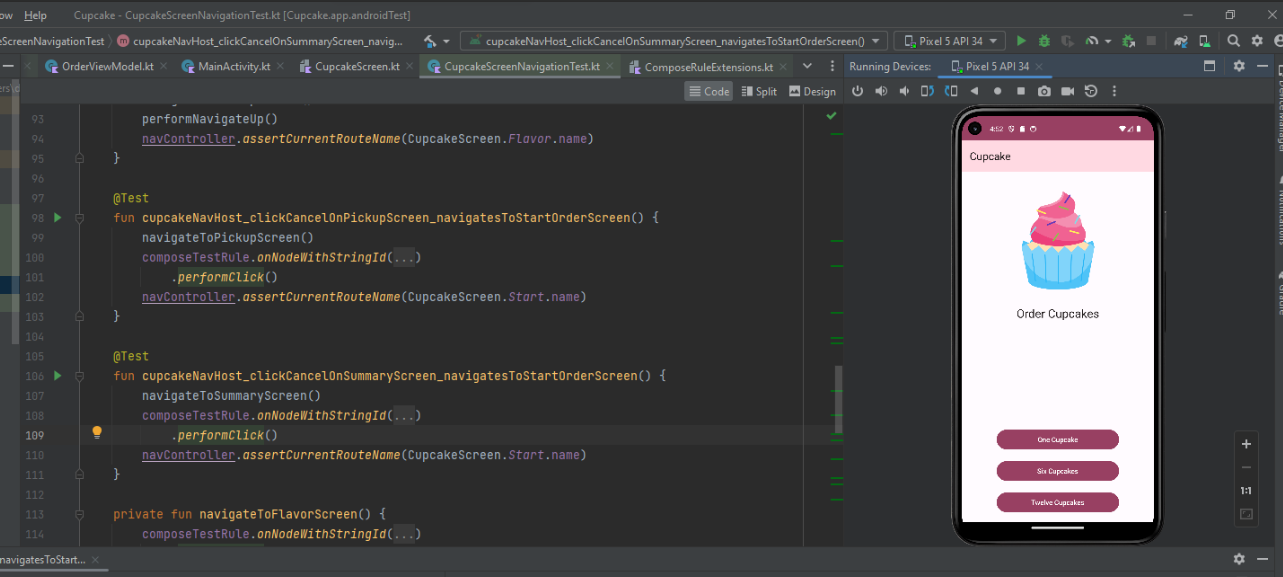 ow Help Cupcake - CupcakeScreenNavigationTest.kt [Cupcake.app.androidTest]
eScreenNavigationTest cupcakeNavHost_clickCancelOnSummaryScreen_navig... cupcakeNavHost_clickCancelOnSummaryScreen_navigatesToStartOrderScreen() Pixel 5 API 34
OrderViewModel.kt MainActivity.kt CupcakeScreen.kt CupcakeScreenNavigationTest.kt ComposeRuleExtensions.kt Running Devices: Pixel 5 API 34
Code Split Design
93 performNavigateUp()
94 navController.assertCurrentRouteName(CupcakeScreen.Flavor.name)
95 }
96
97 @Test
98 fun cupcakeNavHost_clickCancelOnPickupScreen_navigatesToStartOrderScreen() {
99 navigateToPickupScreen()
100 composeTestRule.onNodeWithStringId(...)
101 .performClick()
102 navController.assertCurrentRouteName(CupcakeScreen.Start.name)
103 }
104
105 @Test
106 fun cupcakeNavHost_clickCancelOnSummaryScreen_navigatesToStartOrderScreen() {
107 navigateToSummaryScreen()
108 composeTestRule.onNodeWithStringId(...)
109 .performClick()
110 navController.assertCurrentRouteName(CupcakeScreen.Start.name)
111 }
112
113 private fun navigateToFlavorScreen() {
114 composeTestRule.onNodeWithStringId(...)
navigatesToStart...
4:52
Cupcake
Order Cupcakes
One Cupcake
Six Cupcakes
Twelve Cupcakes
1:1